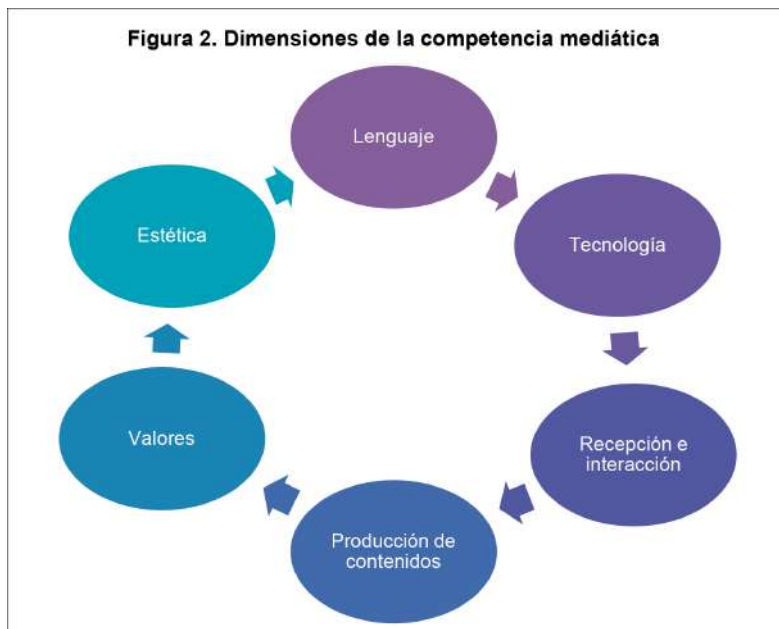 Figura 2. Dimensiones de la competencia mediática
Lenguaje
Tecnología
Recepción e
interacción
Producción de
contenidos
Valores
Estética